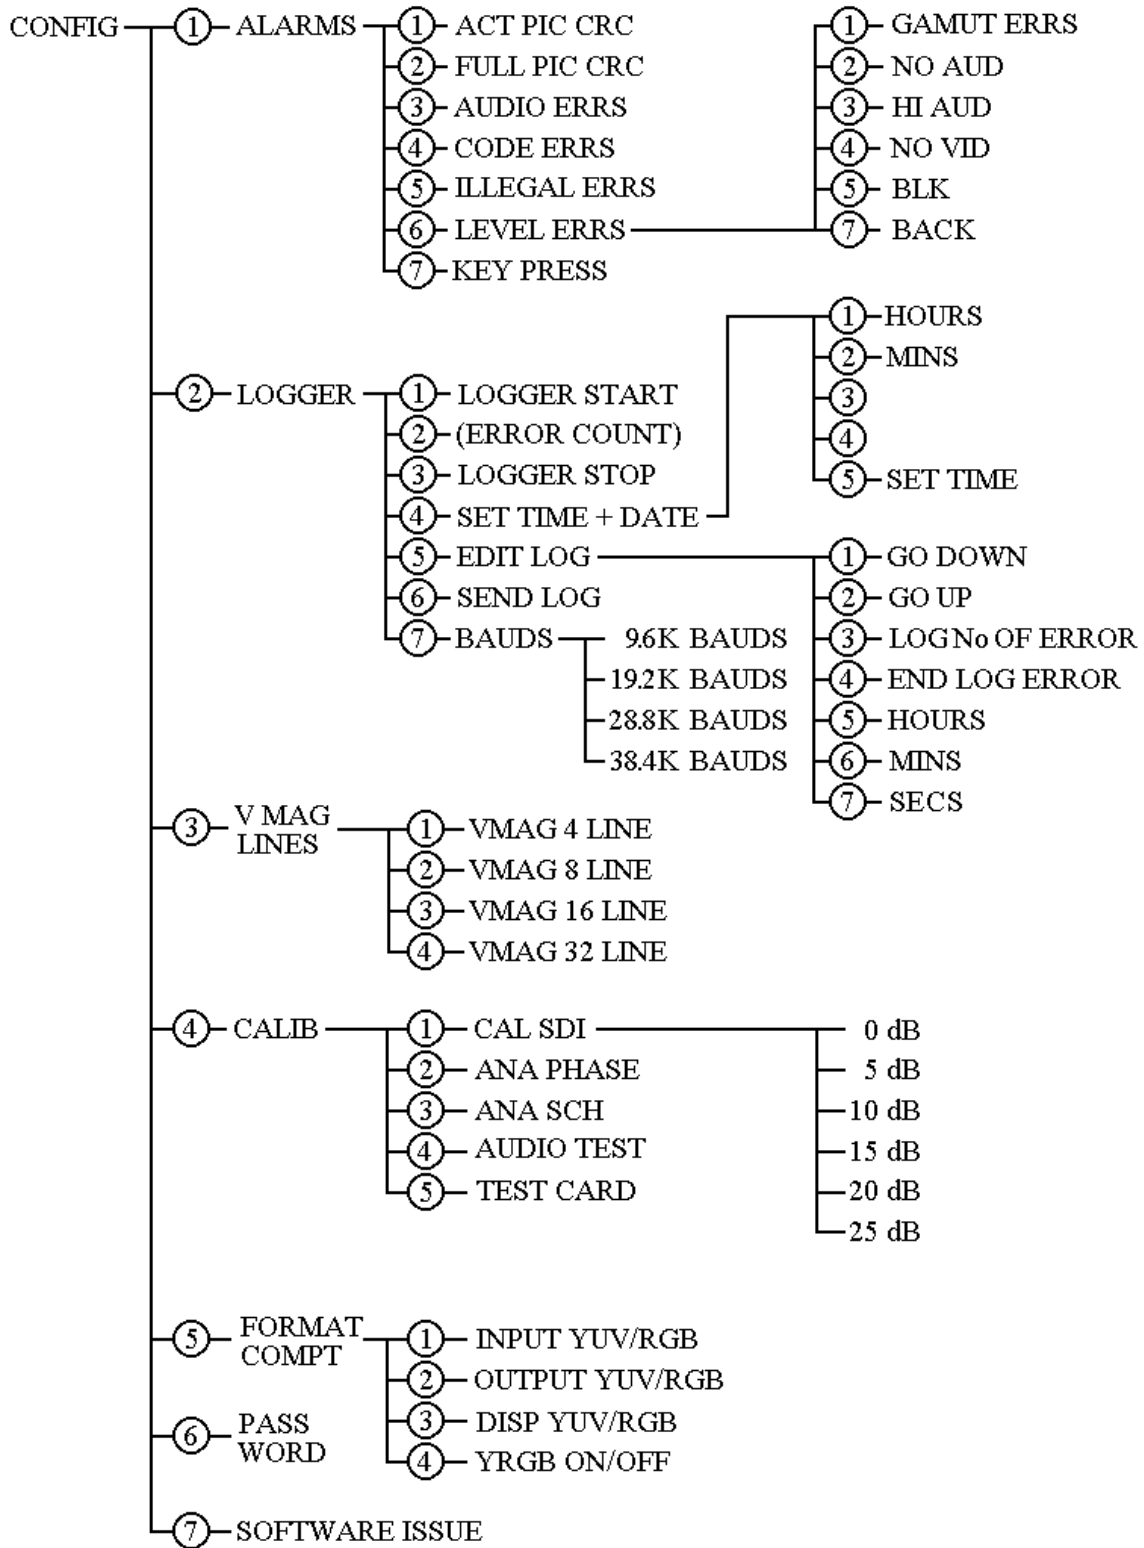 CONFIG
1 ALARMS
1 ACT PIC CRC
2 FULL PIC CRC
3 AUDIO ERRS
4 CODE ERRS
5 ILLEGAL ERRS
6 LEVEL ERRS
7 KEY PRESS
1 GAMUT ERRS
2 NO AUD
3 HI AUD
4 NO VID
5 BLK
7 BACK
2 LOGGER
1 LOGGER START
2 (ERROR COUNT)
3 LOGGER STOP
4 SET TIME + DATE
5 EDIT LOG
6 SEND LOG
7 BAUDS
1 HOURS
2 MINS
3
4
5 SET TIME
1 GO DOWN
2 GO UP
3 LOG No OF ERROR
4 END LOG ERROR
5 HOURS
6 MINS
7 SECS
9.6K BAUDS
19.2K BAUDS
28.8K BAUDS
38.4K BAUDS
3 V MAG
LINES
1 VMAG 4 LINE
2 VMAG 8 LINE
3 VMAG 16 LINE
4 VMAG 32 LINE
4 CALIB
1 CAL SDI
2 ANA PHASE
3 ANA SCH
4 AUDIO TEST
5 TEST CARD
0 dB
5 dB
10 dB
15 dB
20 dB
25 dB
5 FORMAT
COMPT
1 INPUT YUV/RGB
2 OUTPUT YUV/RGB
3 DISP YUV/RGB
4 YRGB ON/OFF
6 PASS
WORD
7 SOFTWARE ISSUE